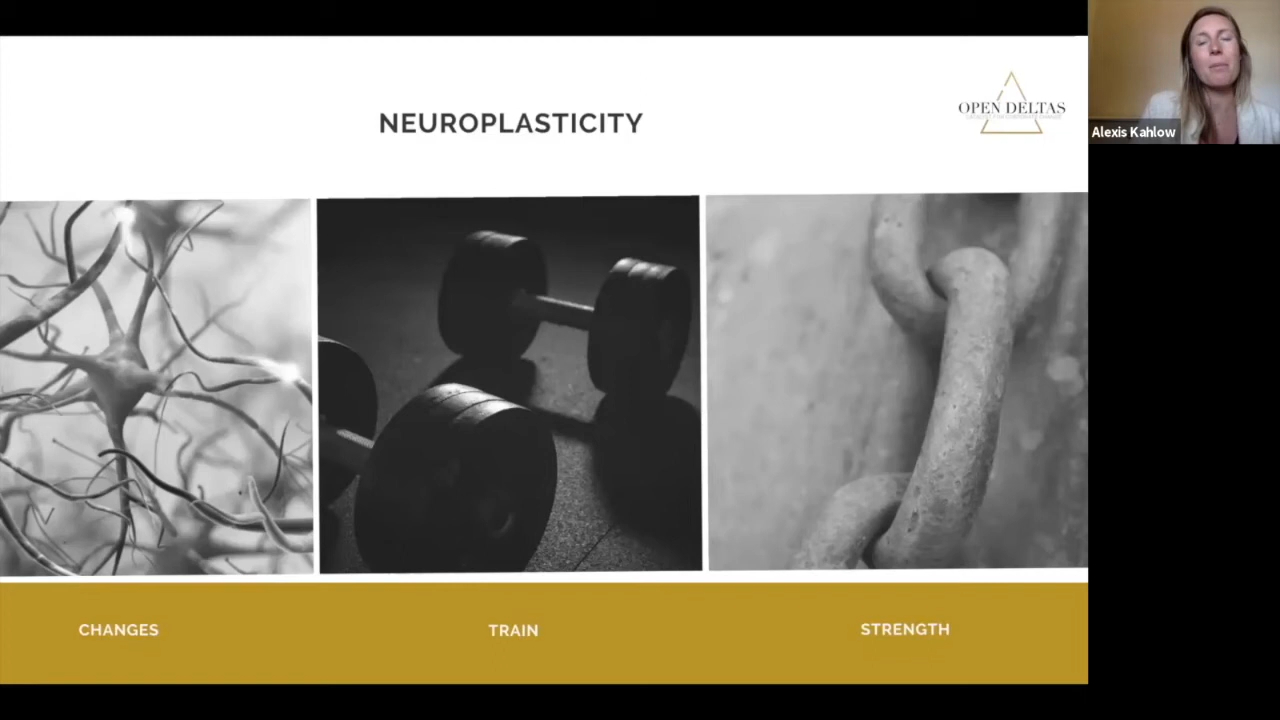 NEUROPLASTICITY
OPEN DELTAS
Alexis Kahlow
CHANGES
TRAIN
STRENGTH